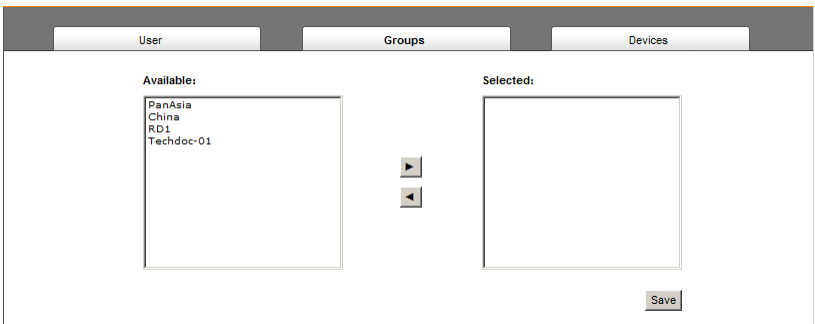 User Groups Devices
Available: Selected:
PanAsia
China
RD1
Techdoc-01
Save